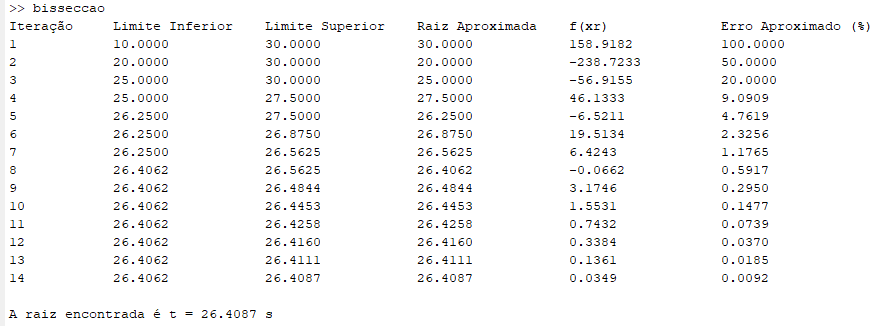 >> bisseccao
Iteração Limite Inferior Limite Superior Raiz Aproximada f(xr) Erro Aproximado (%)
1 10.0000 30.0000 30.0000 158.9182 100.0000
2 20.0000 30.0000 20.0000 -238.7233 50.0000
3 25.0000 30.0000 25.0000 -56.9155 20.0000
4 25.0000 27.5000 27.5000 46.1333 9.0909
5 26.2500 27.5000 26.2500 -6.5211 4.7619
6 26.2500 26.8750 26.8750 19.5134 2.3256
7 26.2500 26.5625 26.5625 6.4243 1.1765
8 26.4062 26.5625 26.4062 -0.0662 0.5917
9 26.4062 26.4844 26.4844 3.1746 0.2950
10 26.4062 26.4453 26.4453 1.5531 0.1477
11 26.4062 26.4258 26.4258 0.7432 0.0739
12 26.4062 26.4160 26.4160 0.3384 0.0370
13 26.4062 26.4111 26.4111 0.1361 0.0185
14 26.4062 26.4087 26.4087 0.0349 0.0092
A raiz encontrada é t = 26.4087 s